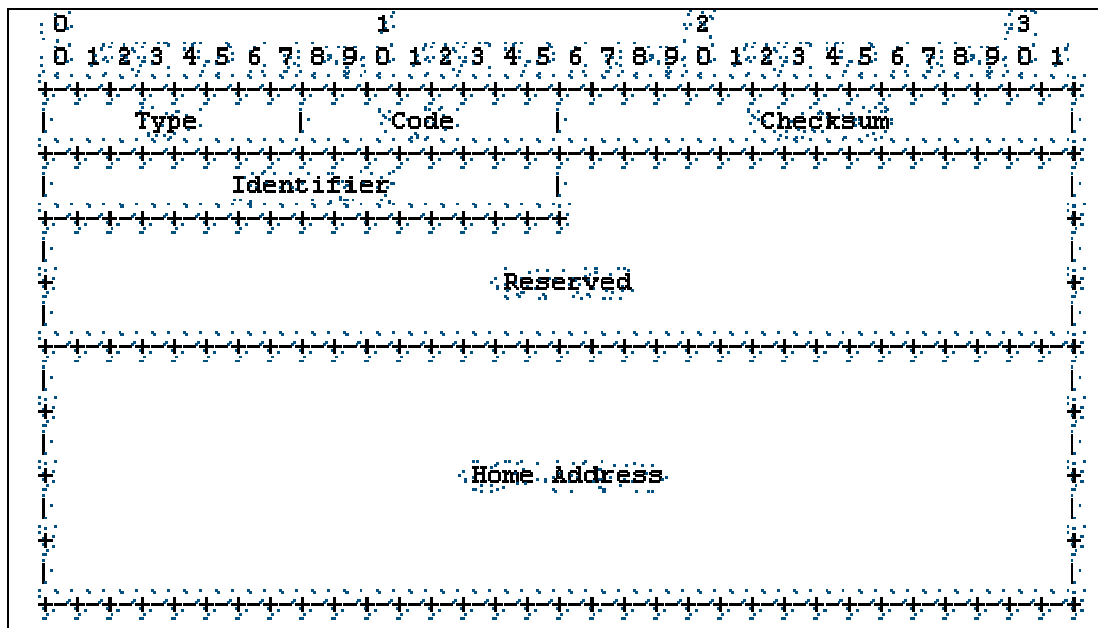 0 1 2 3
0 1 2 3 4 5 6 7 8 9 0 1 2 3 4 5 6 7 8 9 0 1 2 3 4 5 6 7 8 9 0 1
+-+-+-+-+-+-+-+-+-+-+-+-+-+-+-+-+-+-+-+-+-+-+-+-+-+-+-+-+-+-+-+-+
| Type | Code | Checksum |
+-+-+-+-+-+-+-+-+-+-+-+-+-+-+-+-+-+-+-+-+-+-+-+-+-+-+-+-+-+-+-+-+
| Identifier | |
+-+-+-+-+-+-+-+-+-+-+-+-+-+-+-+-+ +
| |
+ Reserved +
| |
+-+-+-+-+-+-+-+-+-+-+-+-+-+-+-+-+-+-+-+-+-+-+-+-+-+-+-+-+-+-+-+-+
| |
+ +
| |
+ Home Address +
| |
+ +
| |
+-+-+-+-+-+-+-+-+-+-+-+-+-+-+-+-+-+-+-+-+-+-+-+-+-+-+-+-+-+-+-+-+